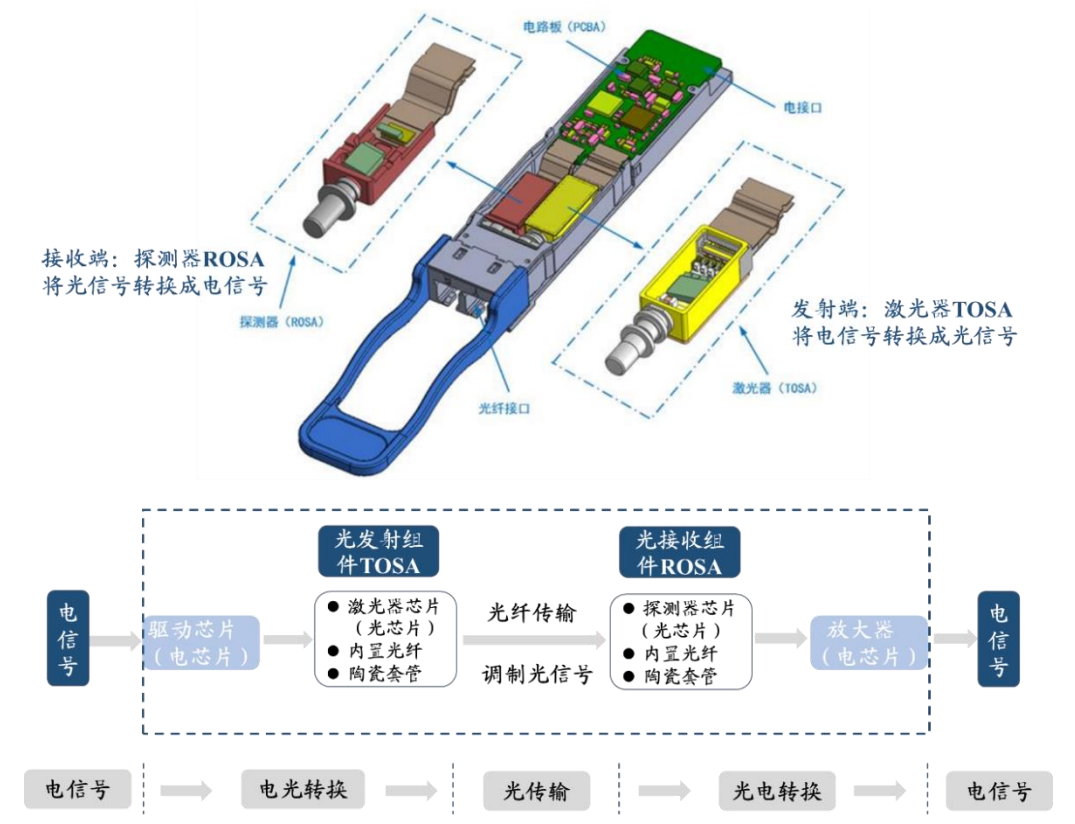 电路板（PCBA）
电接口
接收端：探测器ROSA
将光信号转换成电信号
探测器（ROSA）
发射端：激光器TOSA
将电信号转换成光信号
激光器（TOSA）
光纤接口
光发射组
件TOSA
光接收组
件ROSA
电信号
驱动芯片
（电芯片）
● 激光器芯片
（光芯片）
● 内置光纤
● 陶瓷套管
光纤传输
调制光信号
● 探测器芯片
（光芯片）
● 内置光纤
● 陶瓷套管
放大器
（电芯片）
电信号
电信号
电光转换
光传输
光电转换
电信号